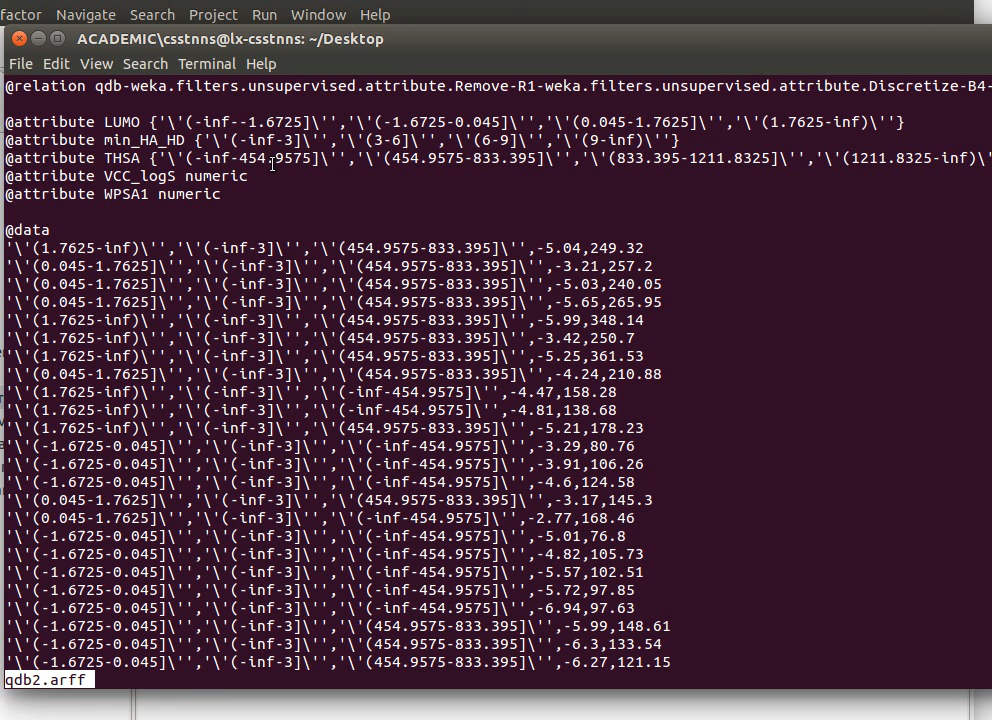 factor Navigate Search Project Run Window Help
ACADEMIC\csstnns@lx-csstnns: ~/Desktop
File Edit View Search Terminal Help
@relation qdb-weka.filters.unsupervised.attribute.Remove-R1-weka.filters.unsupervised.attribute.Discretize-B4-
@attribute LUMO {'\'(-inf--1.6725]\'','\'(-1.6725-0.045]\'','\'(0.045-1.7625]\'','\'(1.7625-inf)\''}
@attribute min_HA_HD {'\'(-inf-3]\'','\'(3-6]\'','\'(6-9]\'','\'(9-inf)\''}
@attribute THSA {'\'(-inf-454.9575]\'','\'(454.9575-833.395]\'','\'(833.395-1211.8325]\'','\'(1211.8325-inf)\'
@attribute VCC_logS numeric
@attribute WPSA1 numeric
@data
'\'(1.7625-inf)\'','\'(-inf-3]\'','\'(454.9575-833.395]\'',-5.04,249.32
'\'(0.045-1.7625]\'','\'(-inf-3]\'','\'(454.9575-833.395]\'',-3.21,257.2
'\'(0.045-1.7625]\'','\'(-inf-3]\'','\'(454.9575-833.395]\'',-5.03,240.05
'\'(0.045-1.7625]\'','\'(-inf-3]\'','\'(454.9575-833.395]\'',-5.65,265.95
'\'(1.7625-inf)\'','\'(-inf-3]\'','\'(454.9575-833.395]\'',-5.99,348.14
'\'(1.7625-inf)\'','\'(-inf-3]\'','\'(454.9575-833.395]\'',-3.42,250.7
'\'(1.7625-inf)\'','\'(-inf-3]\'','\'(454.9575-833.395]\'',-5.25,361.53
'\'(0.045-1.7625]\'','\'(-inf-3]\'','\'(454.9575-833.395]\'',-4.24,210.88
'\'(1.7625-inf)\'','\'(-inf-3]\'','\'(-inf-454.9575]\'',-4.47,158.28
'\'(1.7625-inf)\'','\'(-inf-3]\'','\'(-inf-454.9575]\'',-4.81,138.68
'\'(1.7625-inf)\'','\'(-inf-3]\'','\'(454.9575-833.395]\'',-5.21,178.23
'\'(-1.6725-0.045]\'','\'(-inf-3]\'','\'(-inf-454.9575]\'',-3.29,80.76
'\'(-1.6725-0.045]\'','\'(-inf-3]\'','\'(-inf-454.9575]\'',-3.91,106.26
'\'(-1.6725-0.045]\'','\'(-inf-3]\'','\'(-inf-454.9575]\'',-4.6,124.58
'\'(0.045-1.7625]\'','\'(-inf-3]\'','\'(454.9575-833.395]\'',-3.17,145.3
'\'(0.045-1.7625]\'','\'(-inf-3]\'','\'(-inf-454.9575]\'',-2.77,168.46
'\'(-1.6725-0.045]\'','\'(-inf-3]\'','\'(-inf-454.9575]\'',-5.01,76.8
'\'(-1.6725-0.045]\'','\'(-inf-3]\'','\'(-inf-454.9575]\'',-4.82,105.73
'\'(-1.6725-0.045]\'','\'(-inf-3]\'','\'(-inf-454.9575]\'',-5.57,102.51
'\'(-1.6725-0.045]\'','\'(-inf-3]\'','\'(-inf-454.9575]\'',-5.72,97.85
'\'(-1.6725-0.045]\'','\'(-inf-3]\'','\'(-inf-454.9575]\'',-6.94,97.63
'\'(-1.6725-0.045]\'','\'(-inf-3]\'','\'(454.9575-833.395]\'',-5.99,148.61
'\'(-1.6725-0.045]\'','\'(-inf-3]\'','\'(454.9575-833.395]\'',-6.3,133.54
'\'(-1.6725-0.045]\'','\'(-inf-3]\'','\'(454.9575-833.395]\'',-6.27,121.15
qdb2.arff